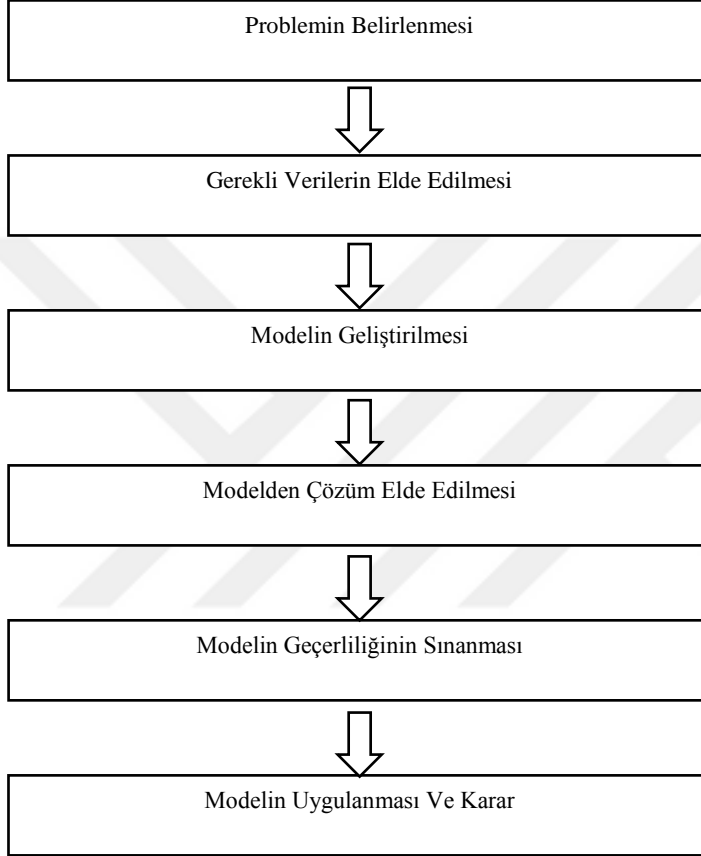 Problemin Belirlenmesi
Gerekli Verilerin Elde Edilmesi
Modelin Geliştirilmesi
Modelden Çözüm Elde Edilmesi
Modelin Geçerliliğinin Sınanması
Modelin Uygulanması Ve Karar